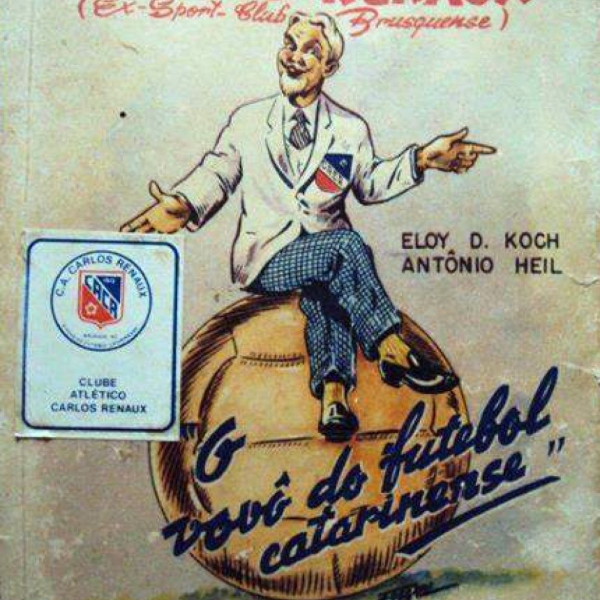 (Ex-Sport-Club Brusquense)
CACR
ELOY D. KOCH
ANTÔNIO HEIL
C.A. CARLOS RENAUX
CACR
CLUBE
ATLÉTICO
CARLOS RENAUX
"O
vovô do futebol
catarinense"